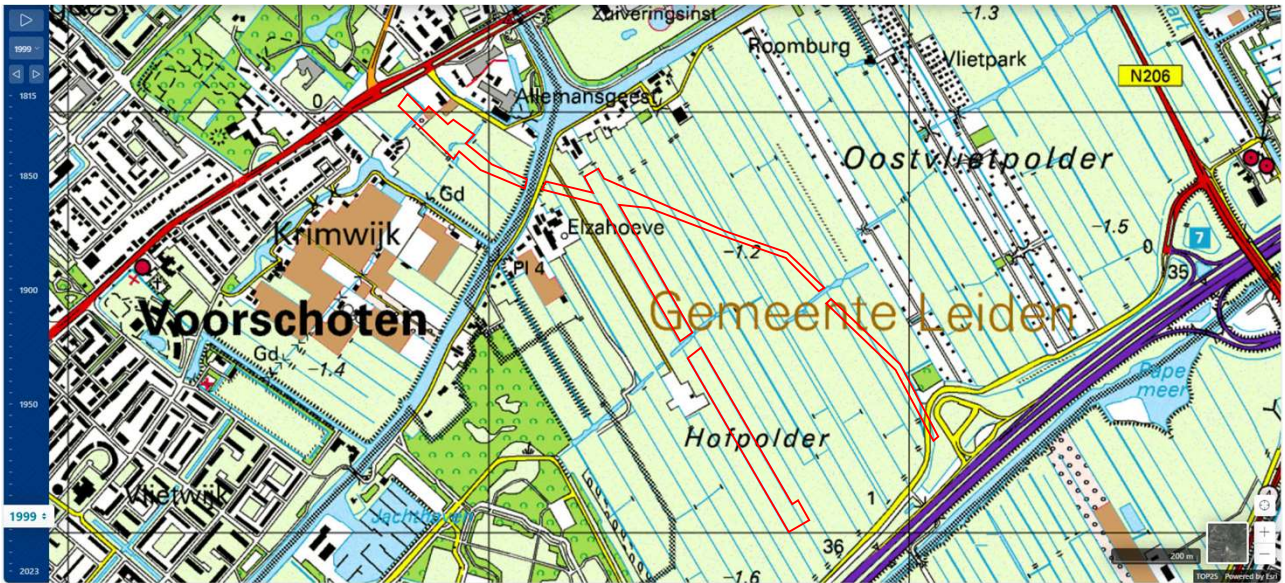 1999
1815
1850
1900
1950
1999
2023
Zuiveringsinst
-1.3
Roomburg
Vlietpark
N206
0
Allemansgeest
Oostvlietpolder
Gd
Krimwijk
Elzahoeve
-1.2
-1.5
0
7
35
Pl 4
Voorschoten
Gemeente Leiden
Gd
-1.4
Papemeer
Hofpolder
Vlietwijk
Jachthaven
1
36
-1.6
200 m
TOP25 Powered by Esri